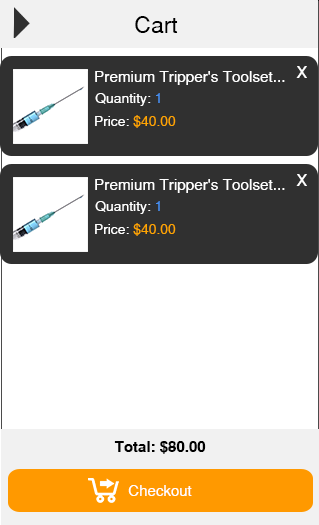 Cart
Premium Tripper's Toolset... X
Quantity: 1
Price: $40.00
Premium Tripper's Toolset... X
Quantity: 1
Price: $40.00
Total: $80.00
Checkout